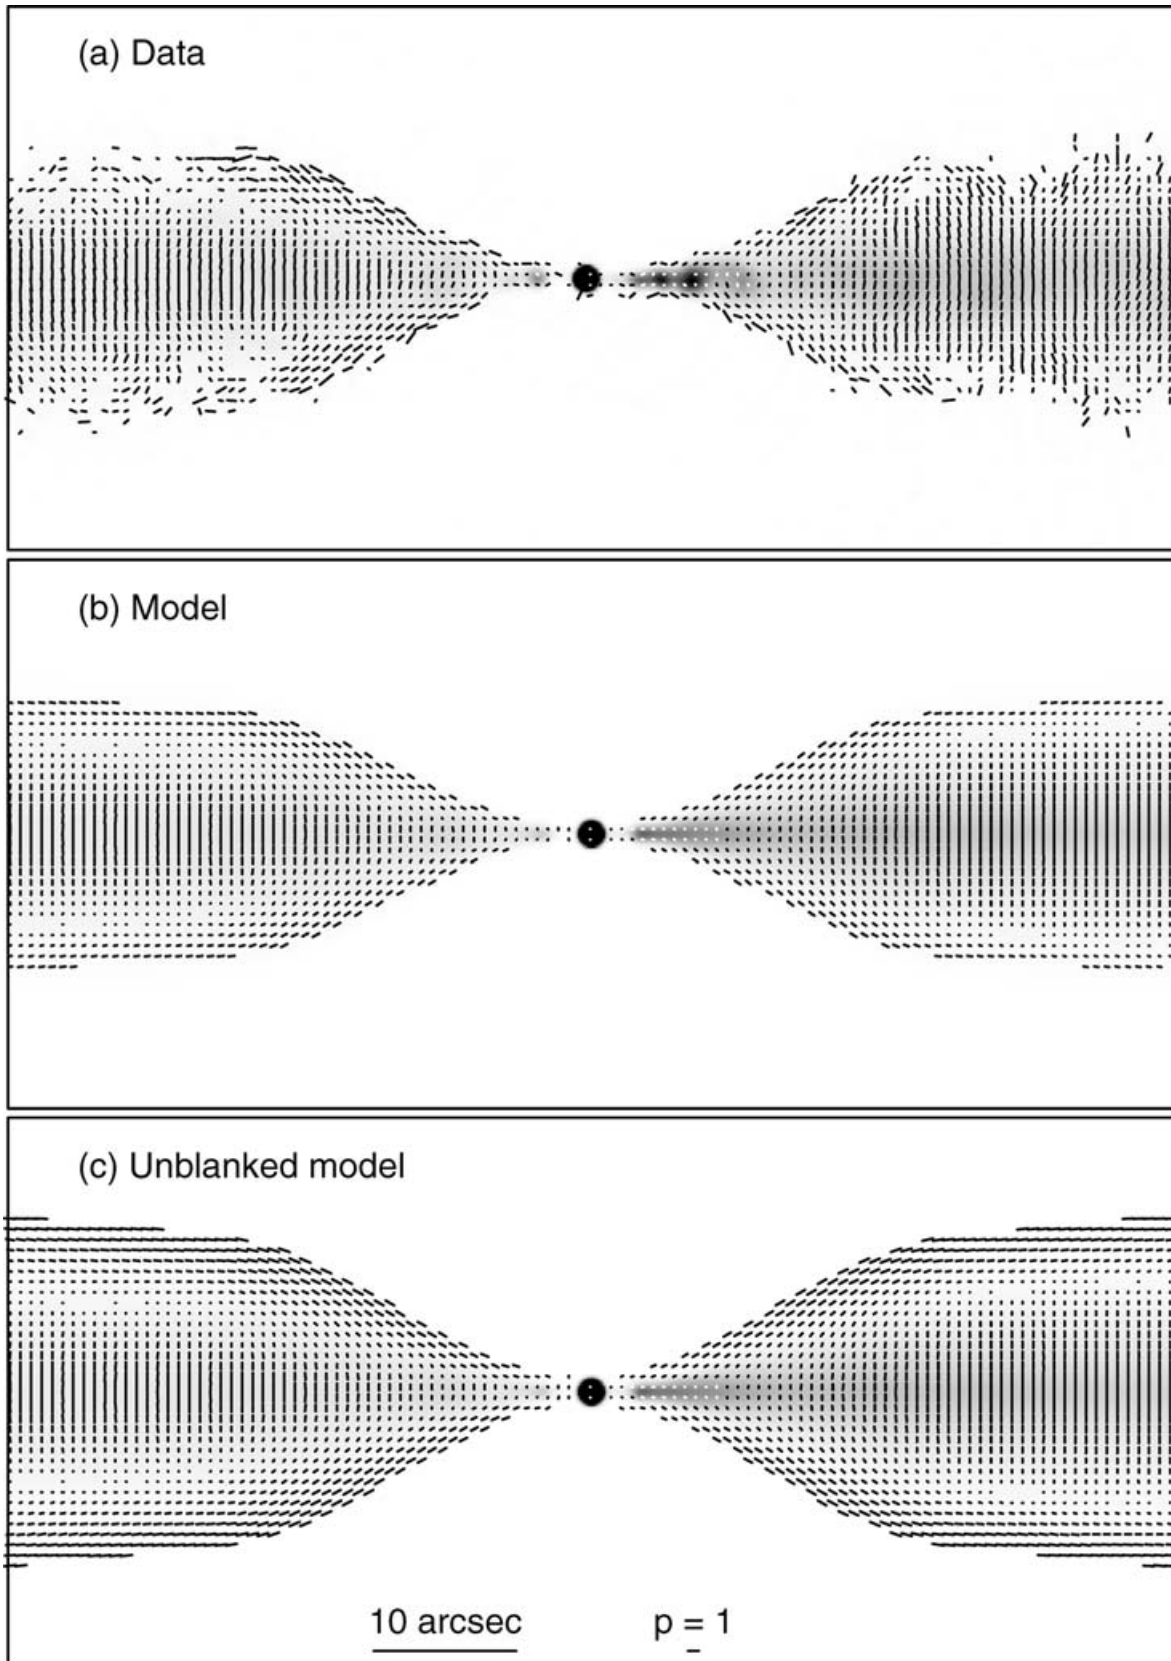 (a) Data
(b) Model
(c) Unblanked model
10 arcsec
p = 1